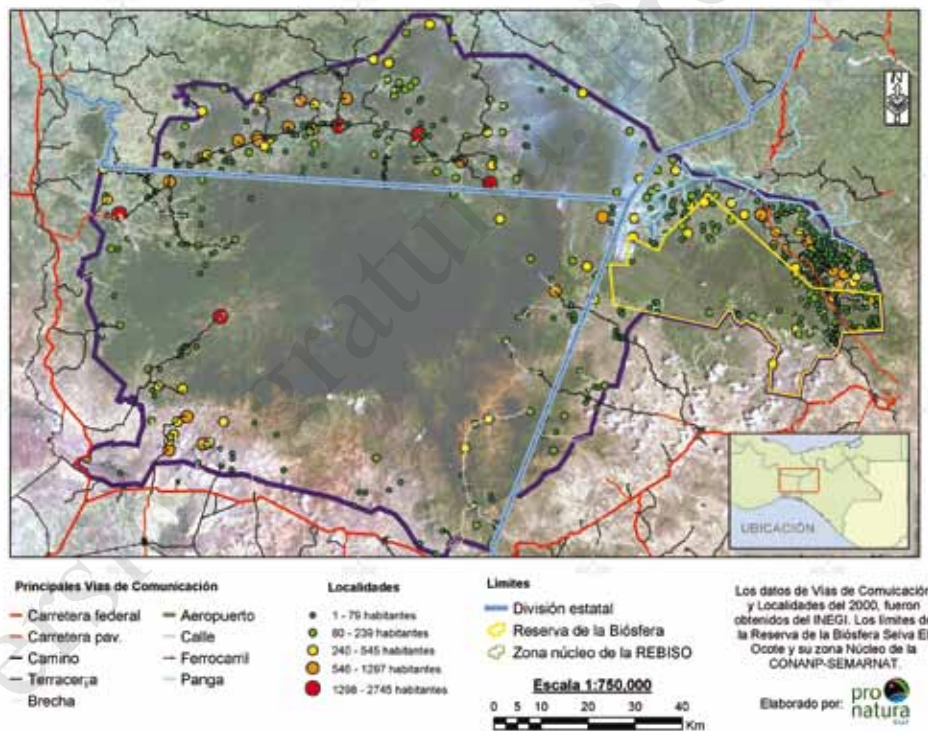 UBICACIÓN
Principales Vías de Comunicación
Carretera federal
Carretera pav.
Camino
Terracería
Brecha
Aeropuerto
Calle
Ferrocarril
Panga
Localidades
1 - 79 habitantes
80 - 239 habitantes
240 - 545 habitantes
546 - 1297 habitantes
1298 - 2745 habitantes
Límites
División estatal
Reserva de la Biósfera
Zona núcleo de la REBISO
Escala 1:750,000
0 5 10 20 30 40
Km
Los datos de Vías de Comuicación
y Localidades del 2000, fueron
obtenidos del INEGI. Los límites de
la Reserva de la Biósfera Selva El
Ocote y su zona Núcleo de la
CONANP-SEMARNAT.
Elaborado por:
pro
natura
sur